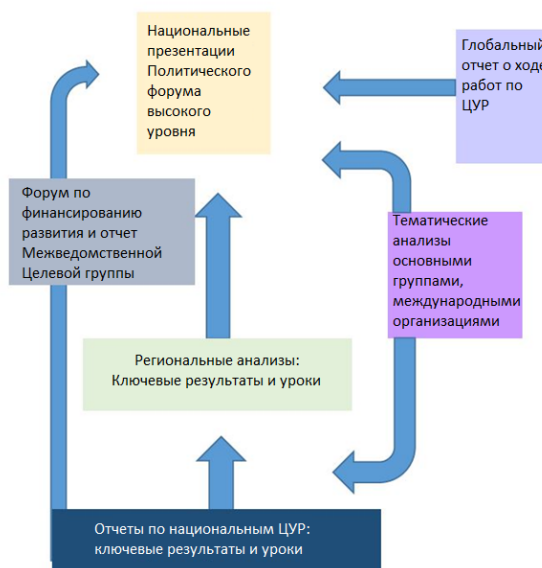 Национальные
презентации
Политического
форума
высокого
уровня
Глобальный
отчет о ходе
работ по
ЦУР
Форум по
финансированию
развития и отчет
Межведомственной
Целевой группы
Тематические
анализы
основными
группами,
международными
организациями
Региональные анализы:
Ключевые результаты и уроки
Отчеты по национальным ЦУР:
ключевые результаты и уроки